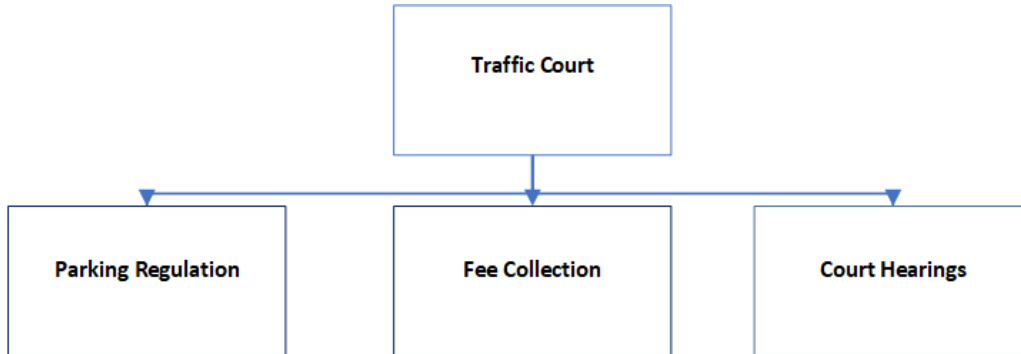 Traffic Court
Parking Regulation
Fee Collection
Court Hearings